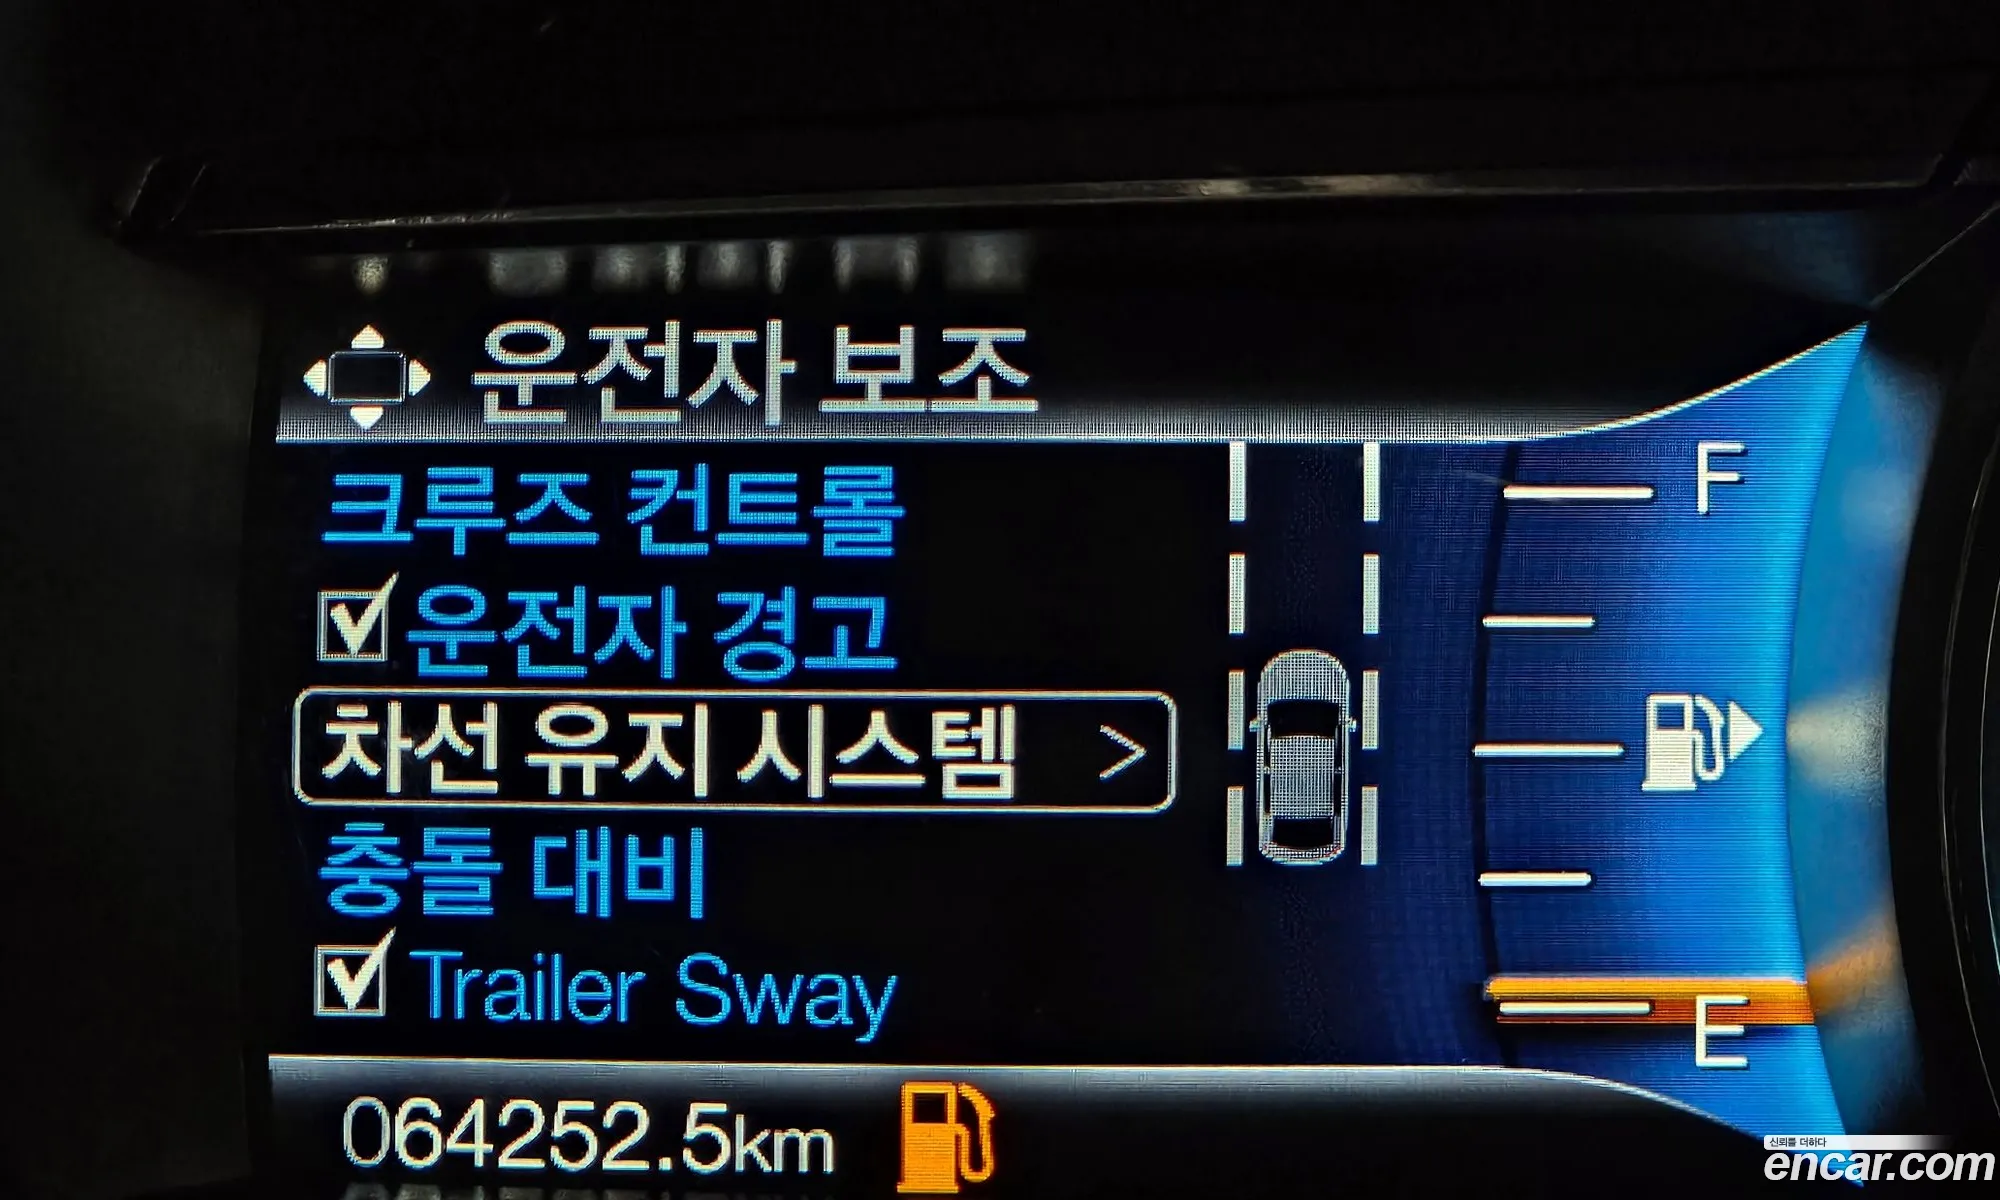 운전자 보조
크루즈 컨트롤
운전자 경고
차선 유지 시스템 >
충돌 대비
Trailer Sway
F
E
064252.5km
신뢰를 더하다
encar.com